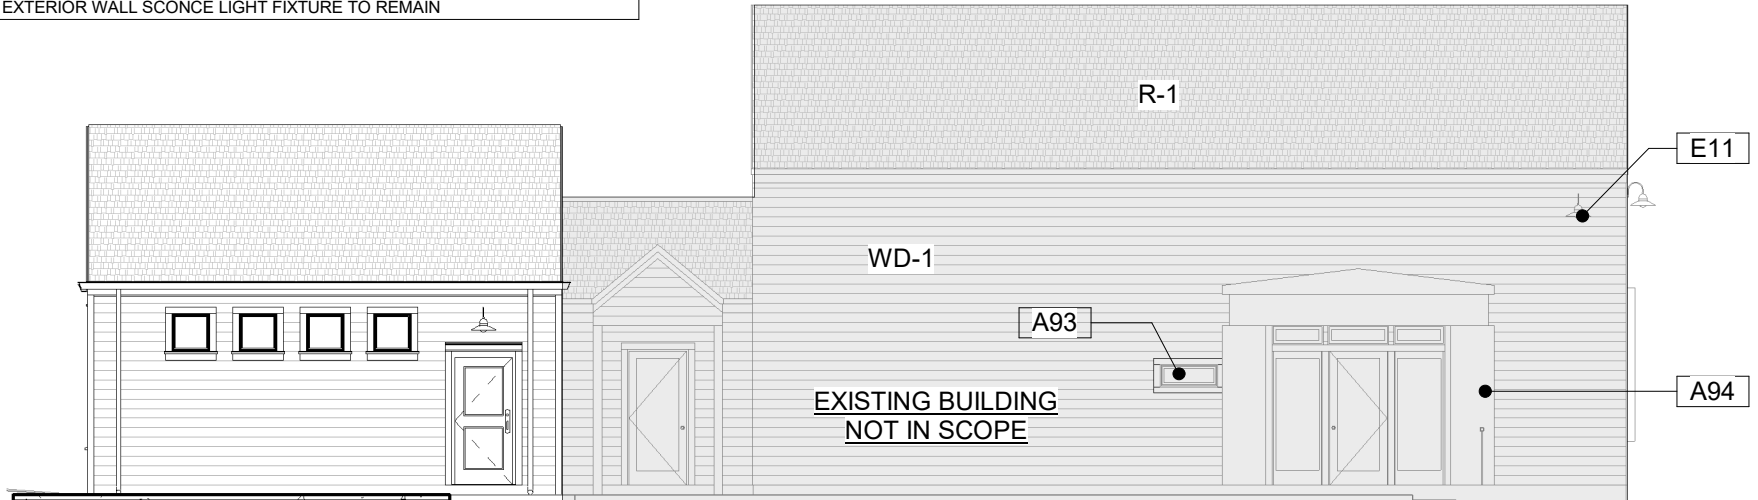 EXTERIOR WALL SCONCE LIGHT FIXTURE TO REMAIN
R-1
E11
WD-1
A93
A94
EXISTING BUILDING
NOT IN SCOPE